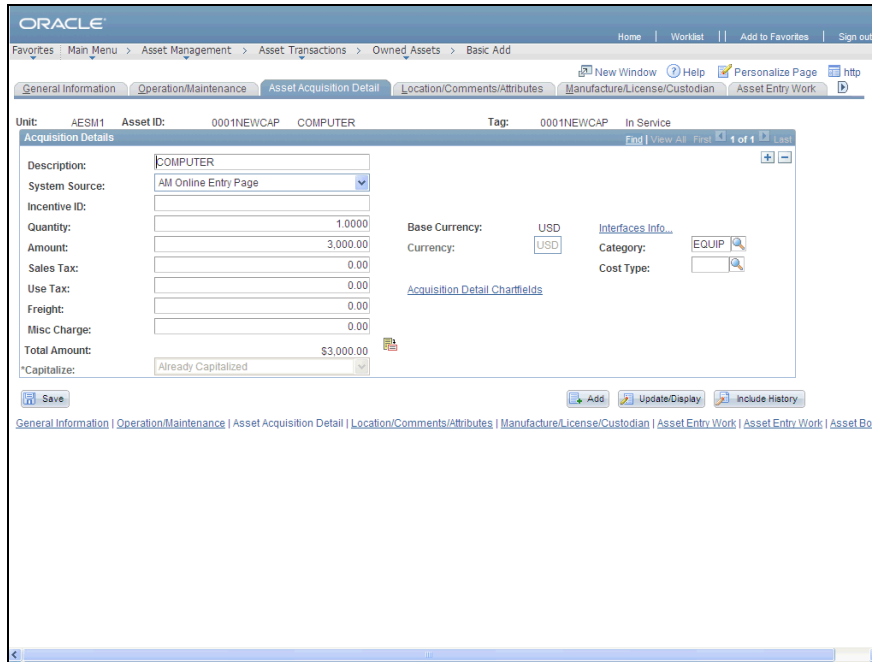 ORACLE
Home | Worklist || Add to Favorites | Sign out
Favorites | Main Menu > Asset Management > Asset Transactions > Owned Assets > Basic Add
New Window Help Personalize Page http
General Information Operation/Maintenance Asset Acquisition Detail Location/Comments/Attributes Manufacture/License/Custodian Asset Entry Work
Unit: AESM1 Asset ID: 0001NEWCAP COMPUTER Tag: 0001NEWCAP In Service
Acquisition Details Find | View All First 1 of 1 Last
Description: COMPUTER
System Source: AM Online Entry Page
Incentive ID:
Quantity: 1.0000 Base Currency: USD Interfaces Info...
Amount: 3,000.00 Currency: USD Category: EQUIP
Sales Tax: 0.00 Cost Type:
Use Tax: 0.00 Acquisition Detail Chartfields
Freight: 0.00
Misc Charge: 0.00
Total Amount: $3,000.00
*Capitalize: Already Capitalized
Save Add Update/Display Include History
General Information | Operation/Maintenance | Asset Acquisition Detail | Location/Comments/Attributes | Manufacture/License/Custodian | Asset Entry Work | Asset Entry Work | Asset Bo